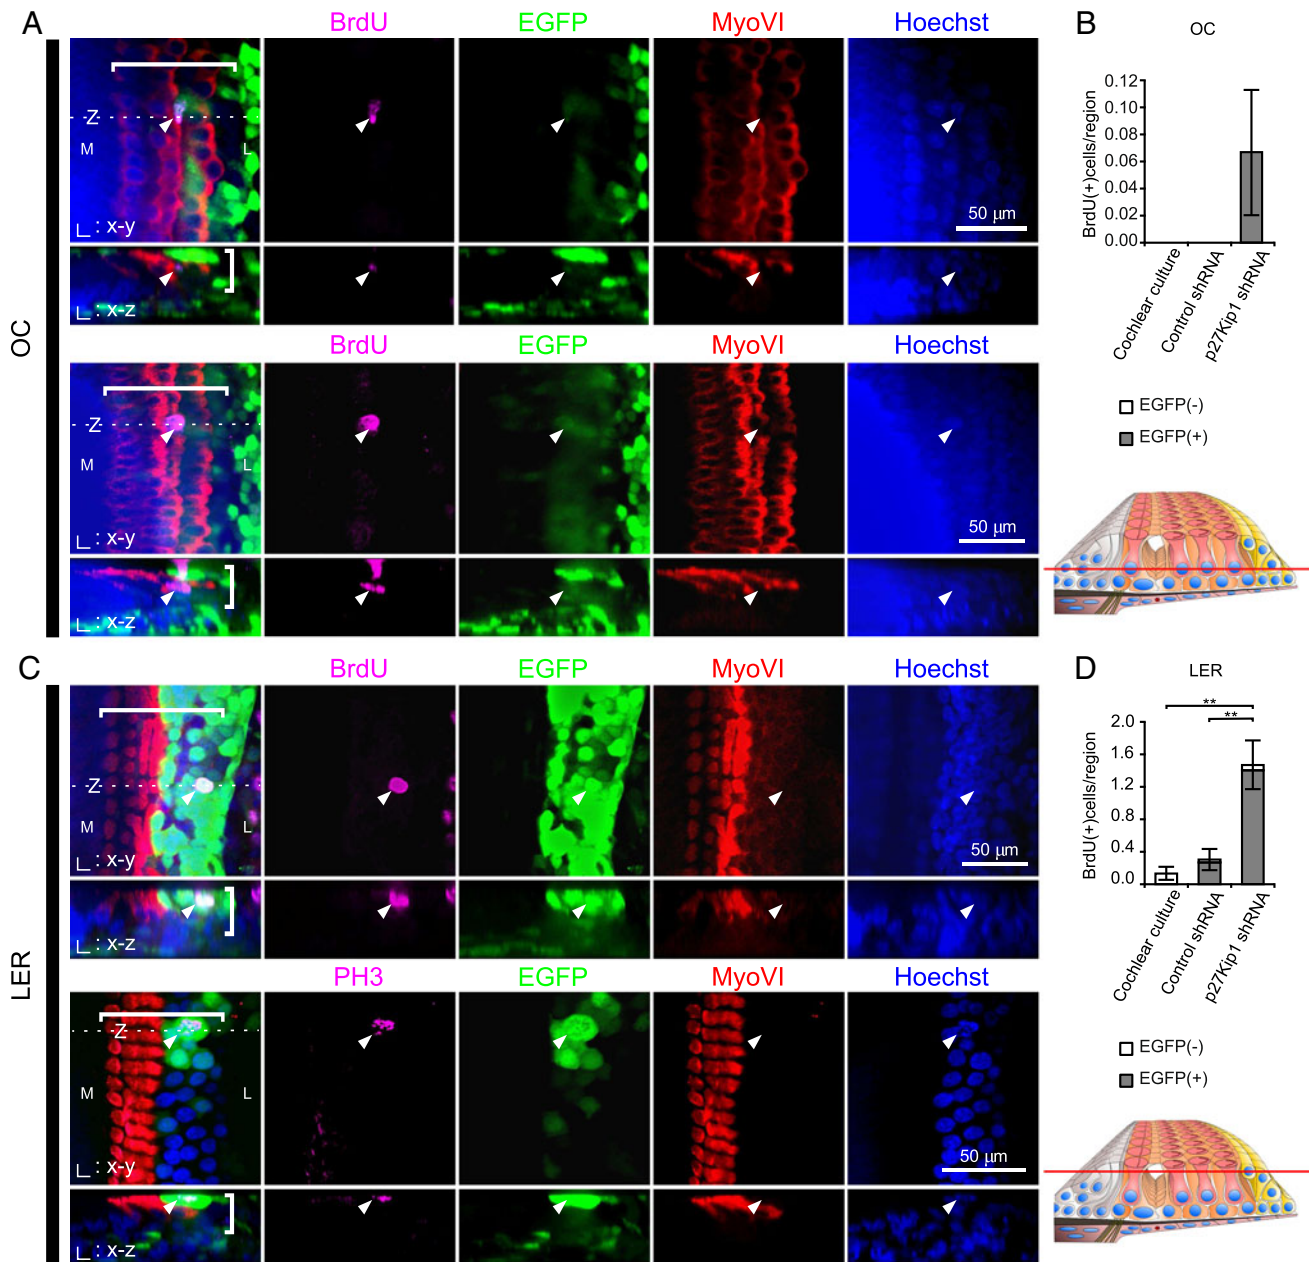 A
BrdU
EGFP
MyoVI
Hoechst
Z
M
L
: x-y
50 µm
: x-z
OC
BrdU
EGFP
MyoVI
Hoechst
Z
M
L
: x-y
50 µm
: x-z
B
OC
BrdU(+)cells/region
0.12
0.10
0.08
0.06
0.04
0.02
0.00
Cochlear culture
Control shRNA
p27Kip1 shRNA
EGFP(-)
EGFP(+)
C
BrdU
EGFP
MyoVI
Hoechst
Z
M
L
: x-y
50 µm
: x-z
LER
PH3
EGFP
MyoVI
Hoechst
Z
M
L
: x-y
50 µm
: x-z
D
LER
**
**
BrdU(+)cells/region
2.0
1.6
1.2
0.8
0.4
0.0
Cochlear culture
Control shRNA
p27Kip1 shRNA
EGFP(-)
EGFP(+)